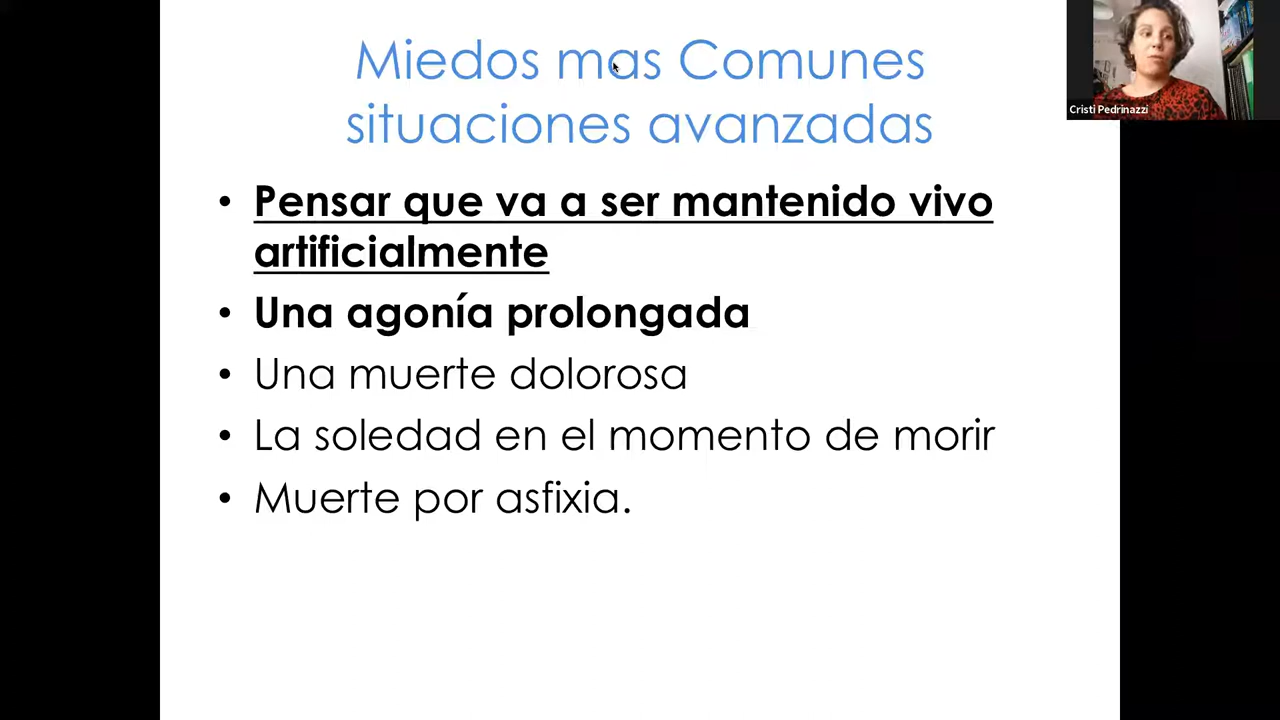 Miedos mas Comunes
situaciones avanzadas
• Pensar que va a ser mantenido vivo
artificialmente
• Una agonía prolongada
• Una muerte dolorosa
• La soledad en el momento de morir
• Muerte por asfixia.
Cristi Pedrinazzi